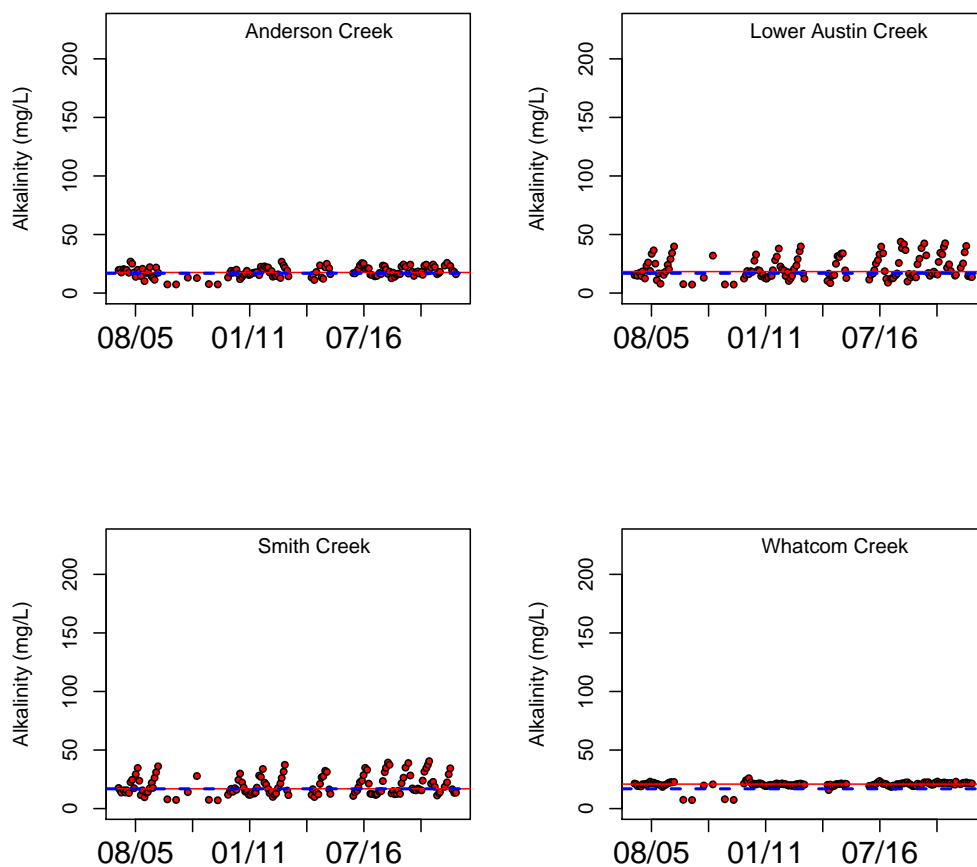 Anderson Creek
Alkalinity (mg/L)
200
150
100
50
0
08/05 01/11 07/16
Lower Austin Creek
Alkalinity (mg/L)
200
150
100
50
0
08/05 01/11 07/16
Smith Creek
Alkalinity (mg/L)
200
150
100
50
0
08/05 01/11 07/16
Whatcom Creek
Alkalinity (mg/L)
200
150
100
50
0
08/05 01/11 07/16